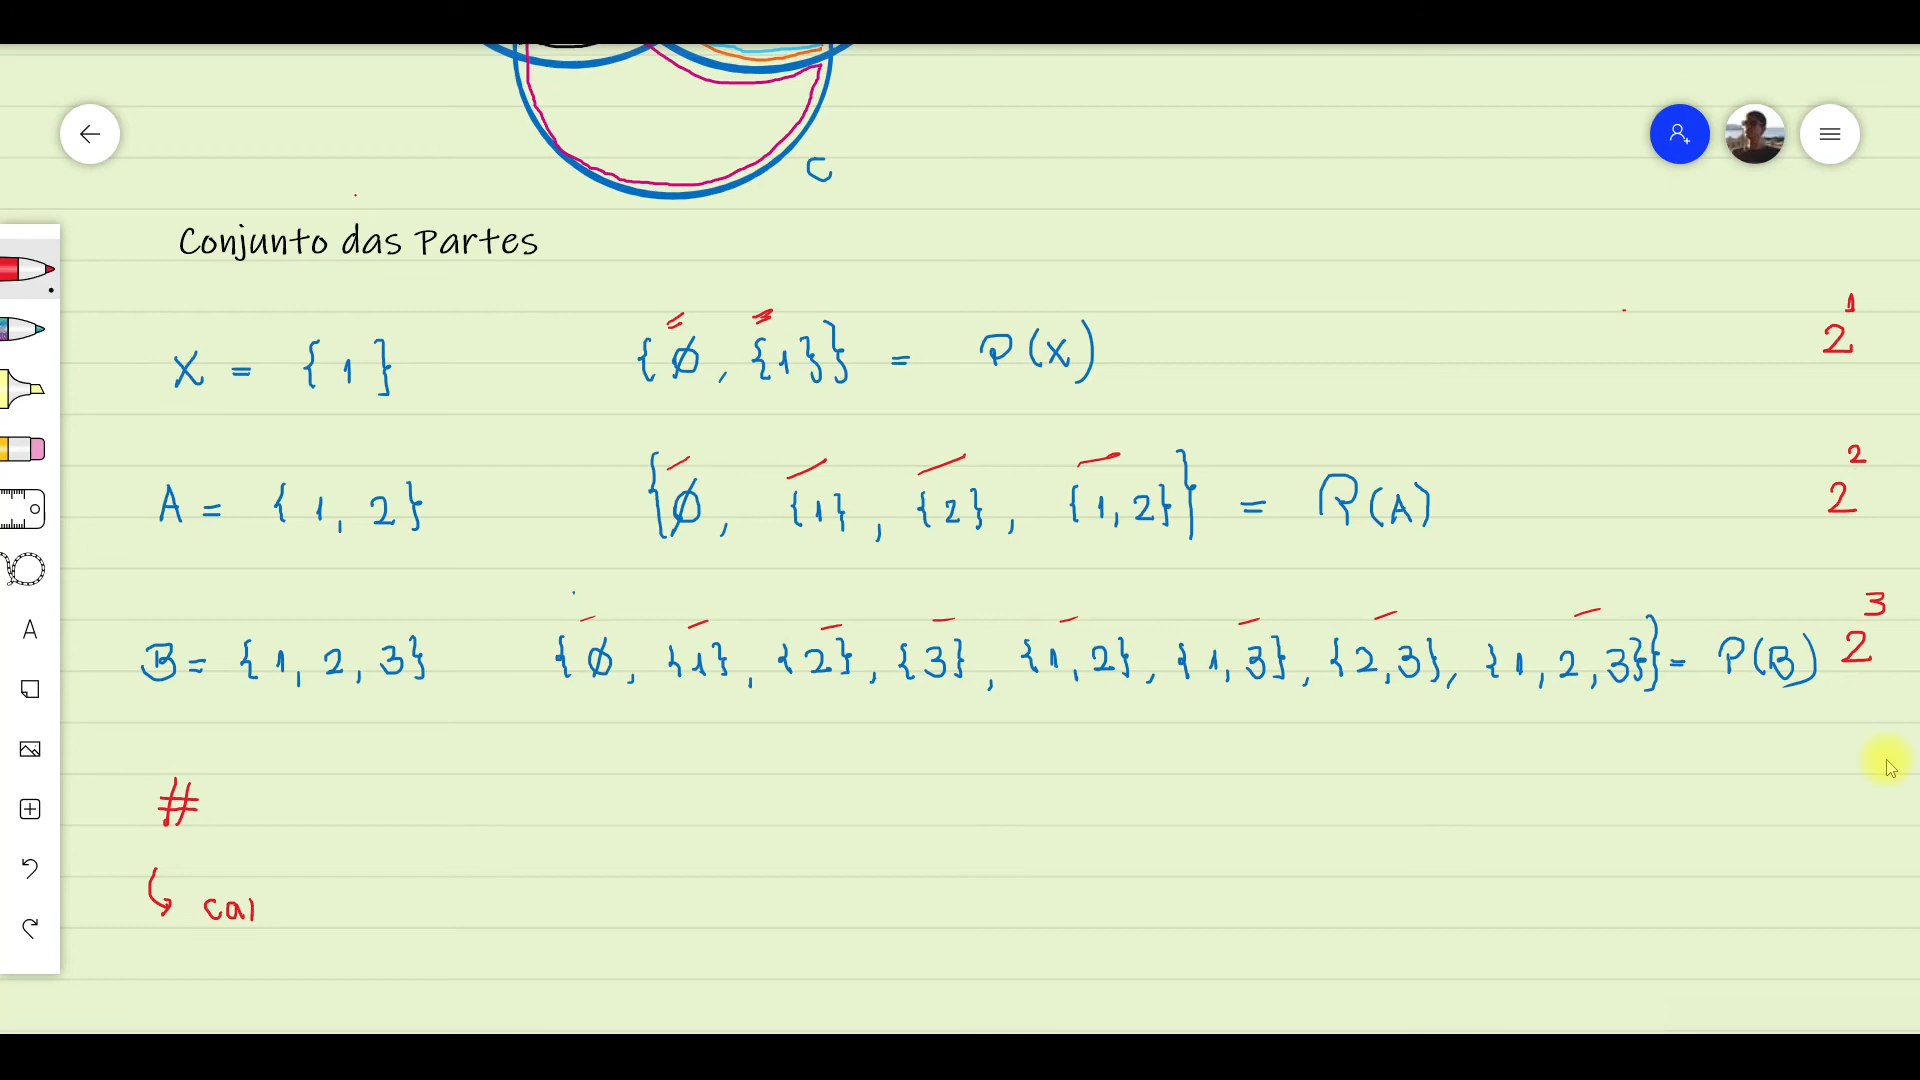 C
Conjunto das Partes
X = { 1 } {∅, {1}} = P(X) 2¹
A = { 1, 2 } {∅, {1}, {2}, {1,2}} = P(A) 2²
B = { 1, 2, 3} {∅, {1}, {2}, {3}, {1,2}, {1,3}, {2,3}, {1,2,3}} = P(B) 2³
#
↳ cai